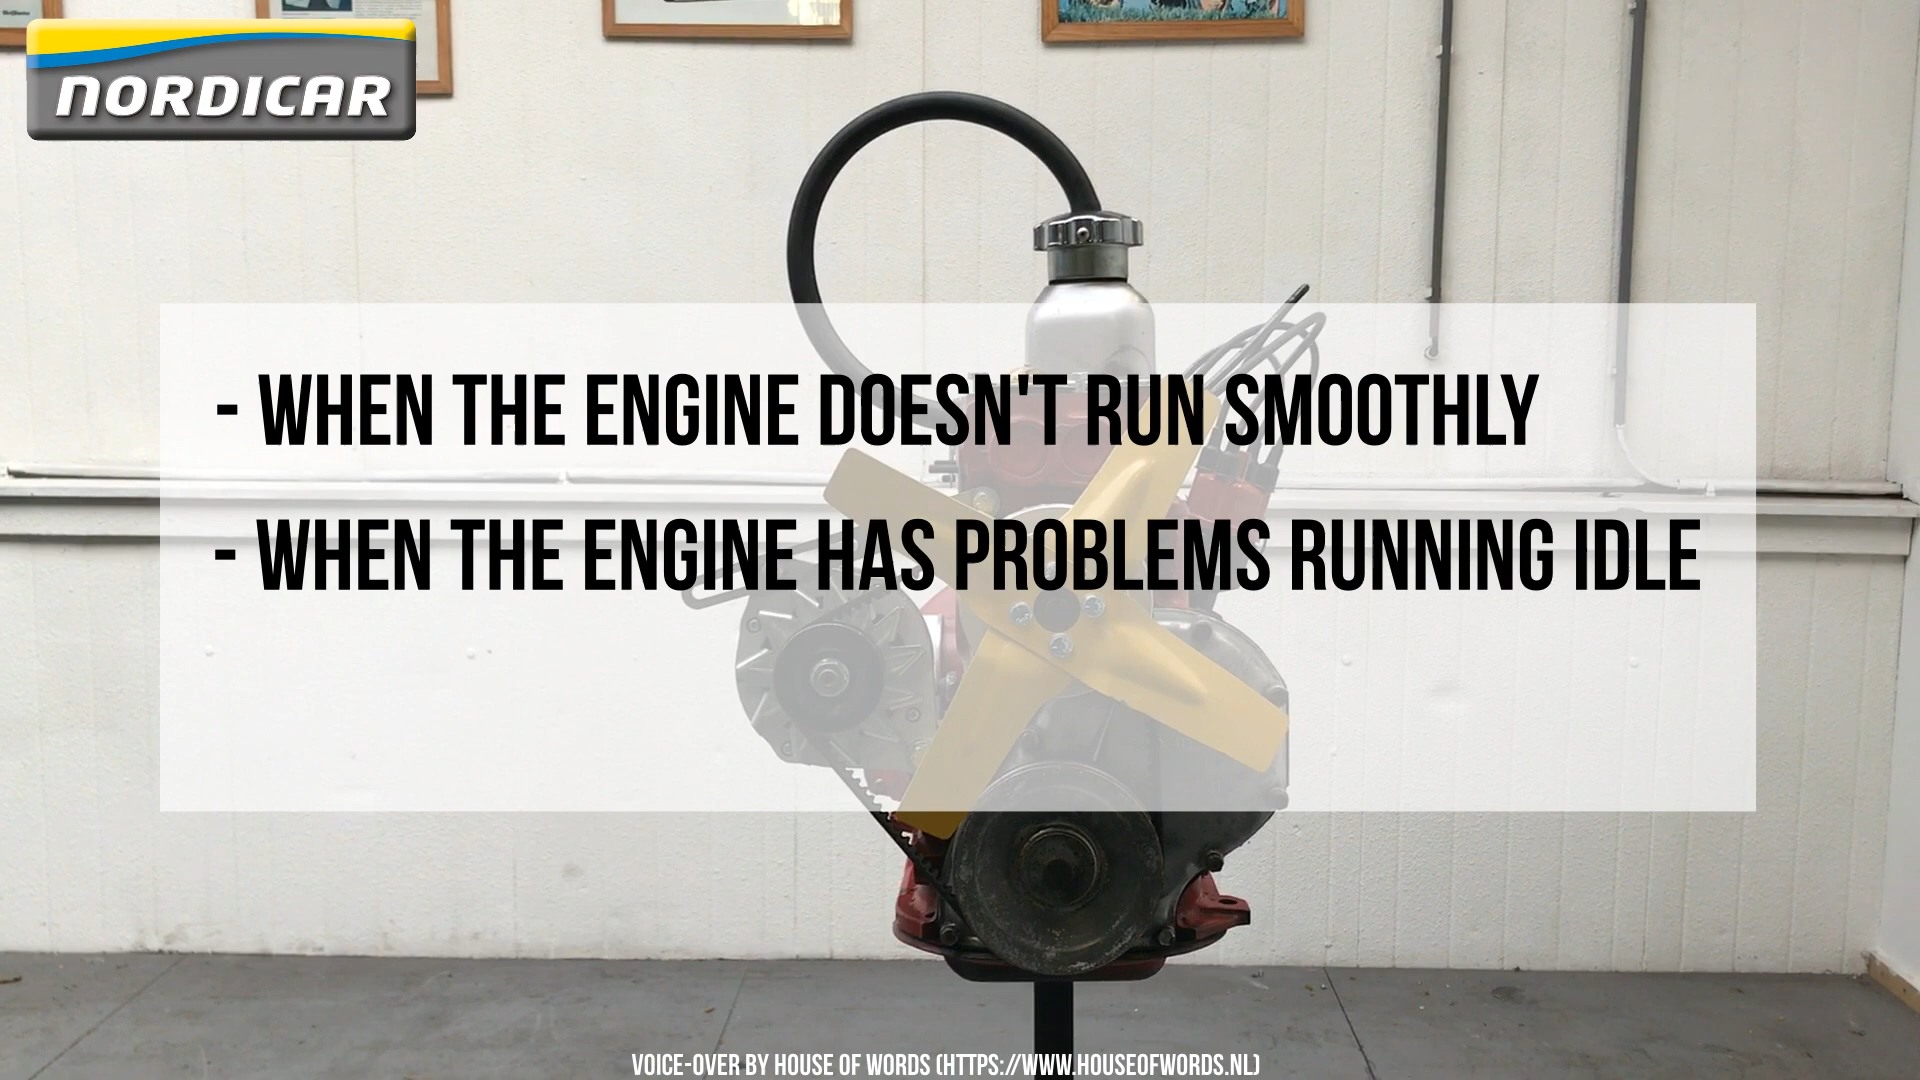 NORDICAR
- WHEN THE ENGINE DOESN'T RUN SMOOTHLY
- WHEN THE ENGINE HAS PROBLEMS RUNNING IDLE
VOICE-OVER BY HOUSE OF WORDS (HTTPS://WWW.HOUSEOFWORDS.NL)